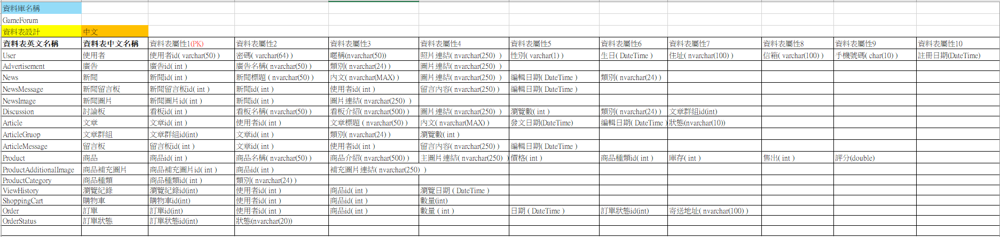 資料庫名稱
GameForum
資料表設計 中文
資料表英文名稱 資料表中文名稱 資料表屬性1(PK) 資料表屬性2 資料表屬性3 資料表屬性4 資料表屬性5 資料表屬性6 資料表屬性7 資料表屬性8 資料表屬性9 資料表屬性10
User 使用者 使用者id( varchar(50) ) 密碼( varchar(64) ) 暱稱(nvarchar(50)) 照片連結( nvarchar(250) ) 性別( varchar(1) ) 生日( DateTime ) 住址( nvarchar(100) ) 信箱( varchar(100) ) 手機號碼( char(10) ) 註冊日期(DateTime)
Advertisement 廣告 廣告id( int ) 廣告名稱( nvarchar(50) ) 類別( nvarchar(24) ) 圖片連結( nvarchar(250) )
News 新聞 新聞id( int ) 新聞標題 ( nvarchar(50) ) 內文( nvarchar(MAX) ) 圖片連結( nvarchar(250) ) 編輯日期( DateTime ) 類別( nvarchar(24) )
NewsMessage 新聞留言板 新聞留言板id( int ) 新聞id( int ) 使用者id( int ) 留言內容( nvarchar(250) ) 編輯日期( DateTime )
NewsImage 新聞圖片 新聞圖片id( int ) 新聞id( int ) 圖片連結( nvarchar(250) )
Discussion 討論板 看板id( int ) 看板名稱( nvarchar(50) ) 看板介紹( nvarchar(500) ) 圖片連結( nvarchar(250) ) 瀏覽數( int ) 類別( nvarchar(24) ) 文章群組id(int)
Article 文章 文章id( int ) 使用者id( int ) 文章標題 ( nvarchar(50) ) 內文( nvarchar(MAX) ) 發文日期(DateTime) 編輯日期( DateTime ) 狀態(nvarchar(10))
ArticleGruop 文章群組 文章群組id(int) 文章id( int ) 類別( nvarchar(24) ) 瀏覽數( int )
ArticleMessage 留言板 留言板id( int ) 文章id( int ) 使用者id( int ) 留言內容( nvarchar(250) ) 編輯日期( DateTime )
Product 商品 商品id( int ) 商品名稱( nvarchar(50) ) 商品介紹( nvarchar(500) ) 主圖片連結( nvarchar(250) ) 價格( int ) 商品種類id( int ) 庫存( int ) 售出( int ) 評分(double)
ProductAdditionalImage 商品補充圖片 商品補充圖片id( int ) 商品id( int ) 補充圖片連結( nvarchar(250) )
ProductCategory 商品種類 商品種類id( int ) 類別( nvarchar(24) )
ViewHistory 瀏覽紀錄 瀏覽紀錄id(int) 使用者id( int ) 商品id( int ) 瀏覽日期 ( DateTime )
ShoppingCart 購物車 購物車id(int) 使用者id( int ) 商品id( int ) 數量(int)
Order 訂單 訂單id(int) 使用者id( int ) 商品id( int ) 數量 ( int ) 日期 ( DateTime ) 訂單狀態id(int) 寄送地址( nvarchar(100) )
OrderStatus 訂單狀態 訂單狀態id(int) 狀態(nvarchar(20))